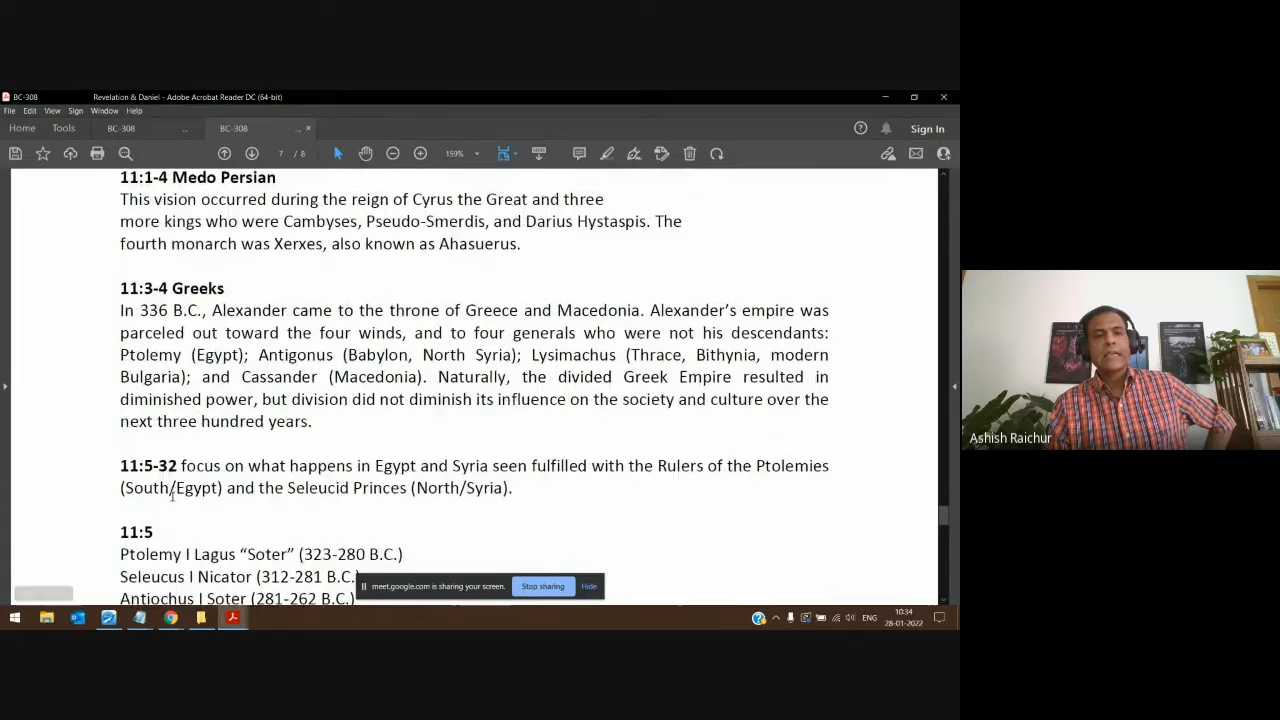 BC-308 Revelation & Daniel - Adobe Acrobat Reader DC (64-bit)
File Edit View Sign Window Help
Home Tools BC-308 ... BC-308 ... × Sign In
7 / 8 159%
11:1-4 Medo Persian
This vision occurred during the reign of Cyrus the Great and three
more kings who were Cambyses, Pseudo-Smerdis, and Darius Hystaspis. The
fourth monarch was Xerxes, also known as Ahasuerus.
11:3-4 Greeks
In 336 B.C., Alexander came to the throne of Greece and Macedonia. Alexander's empire was
parceled out toward the four winds, and to four generals who were not his descendants:
Ptolemy (Egypt); Antigonus (Babylon, North Syria); Lysimachus (Thrace, Bithynia, modern
Bulgaria); and Cassander (Macedonia). Naturally, the divided Greek Empire resulted in
diminished power, but division did not diminish its influence on the society and culture over the
next three hundred years.
11:5-32 focus on what happens in Egypt and Syria seen fulfilled with the Rulers of the Ptolemies
(South/Egypt) and the Seleucid Princes (North/Syria).
11:5
Ptolemy I Lagus “Soter” (323-280 B.C.)
Seleucus I Nicator (312-281 B.C.
Antiochus I Soter (281-262 B.C.)
meet.google.com is sharing your screen. Stop sharing Hide
ENG 10:34
28-01-2022
Ashish Raichur